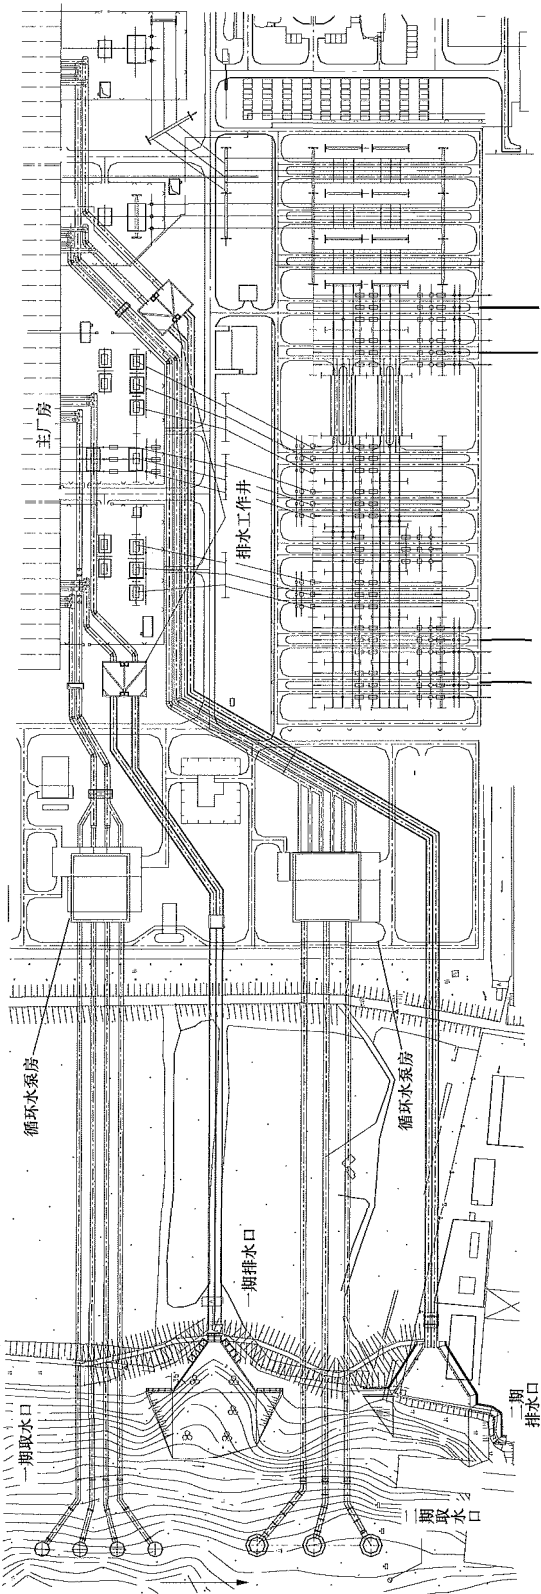 主厂房
排水工作井
循环水泵房
循环水泵房
一期排水口
一期取水口
二期
排水口
二期取水口